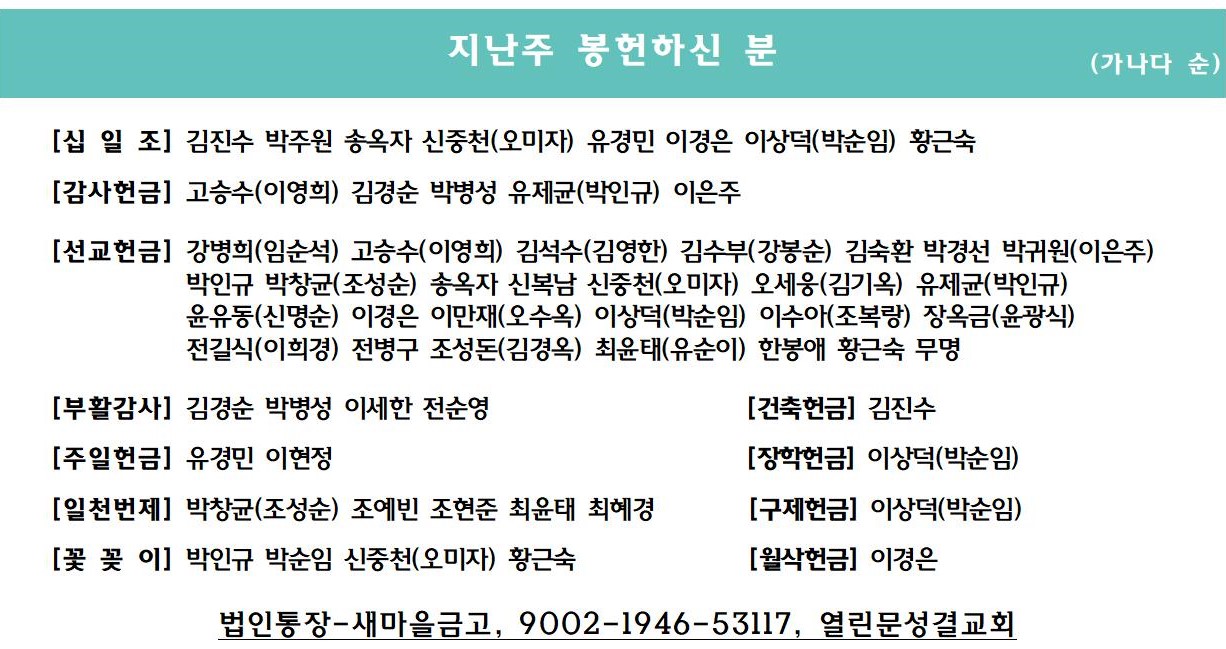 지난주 봉헌하신 분
(가나다 순)
[십 일 조] 김진수 박주원 송옥자 신중천(오미자) 유경민 이경은 이상덕(박순임) 황근숙
[감사헌금] 고승수(이영희) 김경순 박병성 유제균(박인규) 이은주
[선교헌금] 강병희(임순석) 고승수(이영희) 김석수(김영한) 김수부(강봉순) 김숙환 박경선 박귀원(이은주)
박인규 박창균(조성순) 송옥자 신복남 신중천(오미자) 오세웅(김기옥) 유제균(박인규)
윤유동(신명순) 이경은 이만재(오수옥) 이상덕(박순임) 이수아(조복랑) 장옥금(윤광식)
전길식(이희경) 전병구 조성돈(김경옥) 최윤태(유순이) 한봉애 황근숙 무명
[부활감사] 김경순 박병성 이세한 전순영 [건축헌금] 김진수
[주일헌금] 유경민 이현정 [장학헌금] 이상덕(박순임)
[일천번제] 박창균(조성순) 조예빈 조현준 최윤태 최혜경 [구제헌금] 이상덕(박순임)
[꽃 꽂 이] 박인규 박순임 신중천(오미자) 황근숙 [월삭헌금] 이경은
법인통장-새마을금고, 9002-1946-53117, 열린문성결교회